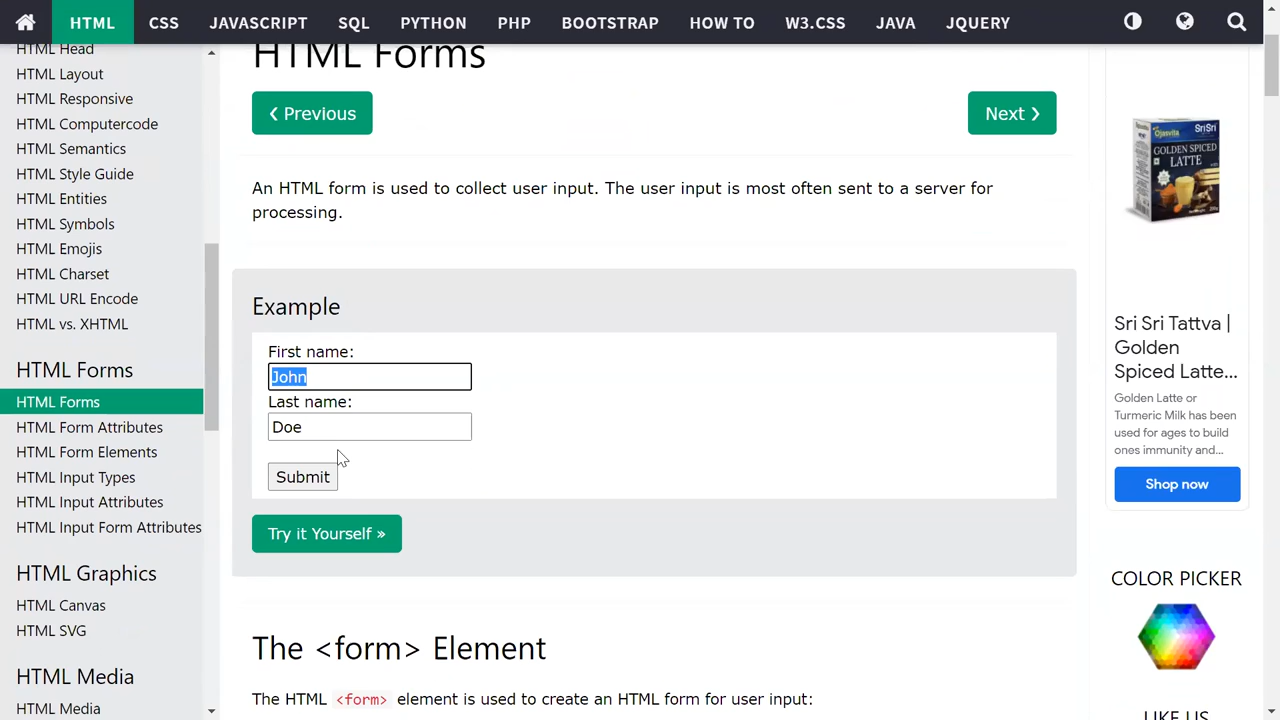 HTML
CSS
JAVASCRIPT
SQL
PYTHON
PHP
BOOTSTRAP
HOW TO
W3.CSS
JAVA
JQUERY
HTML Head
HTML Layout
HTML Responsive
HTML Computercode
HTML Semantics
HTML Style Guide
HTML Entities
HTML Symbols
HTML Emojis
HTML Charset
HTML URL Encode
HTML vs. XHTML
HTML Forms
HTML Forms
HTML Form Attributes
HTML Form Elements
HTML Input Types
HTML Input Attributes
HTML Input Form Attributes
HTML Graphics
HTML Canvas
HTML SVG
HTML Media
HTML Media
HTML Forms
❮ Previous
Next ❯
An HTML form is used to collect user input. The user input is most often sent to a server for
processing.
Example
First name:
John
Last name:
Doe
Submit
Try it Yourself »
The <form> Element
The HTML <form> element is used to create an HTML form for user input:
Ojasvita
Sri Sri
GOLDEN SPICED
LATTE
Sri Sri Tattva |
Golden
Spiced Latte...
Golden Latte or
Turmeric Milk has been
used for ages to build
ones immunity and...
Shop now
COLOR PICKER
LIKE US